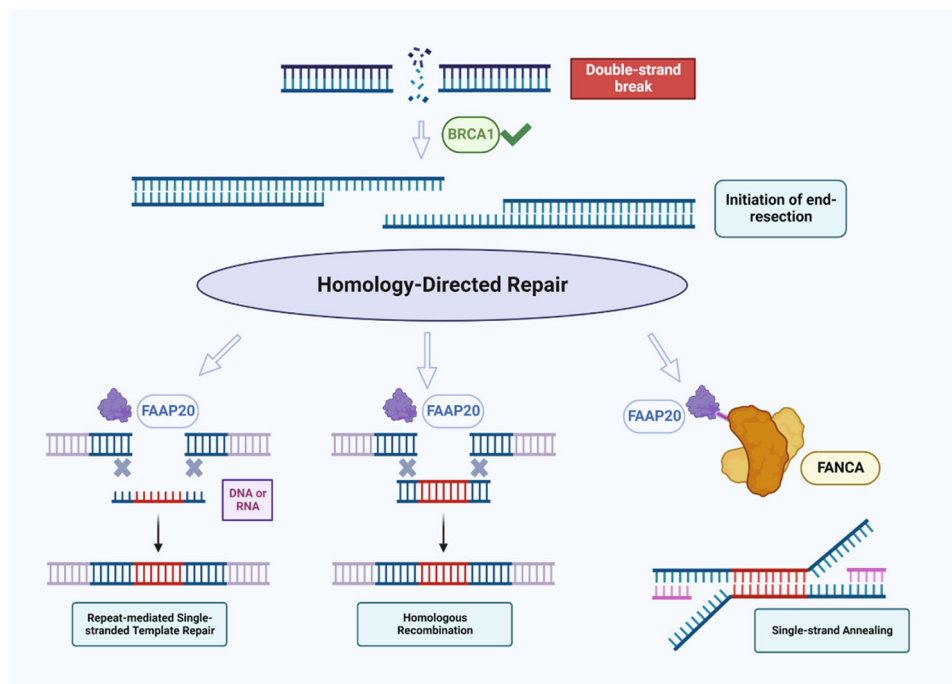 Double-strand
break
BRCA1
Initiation of end-
resection
Homology-Directed Repair
FAAP20
FAAP20
FAAP20
FANCA
DNA or
RNA
Repeat-mediated Single-
stranded Template Repair
Homologous
Recombination
Single-strand Annealing